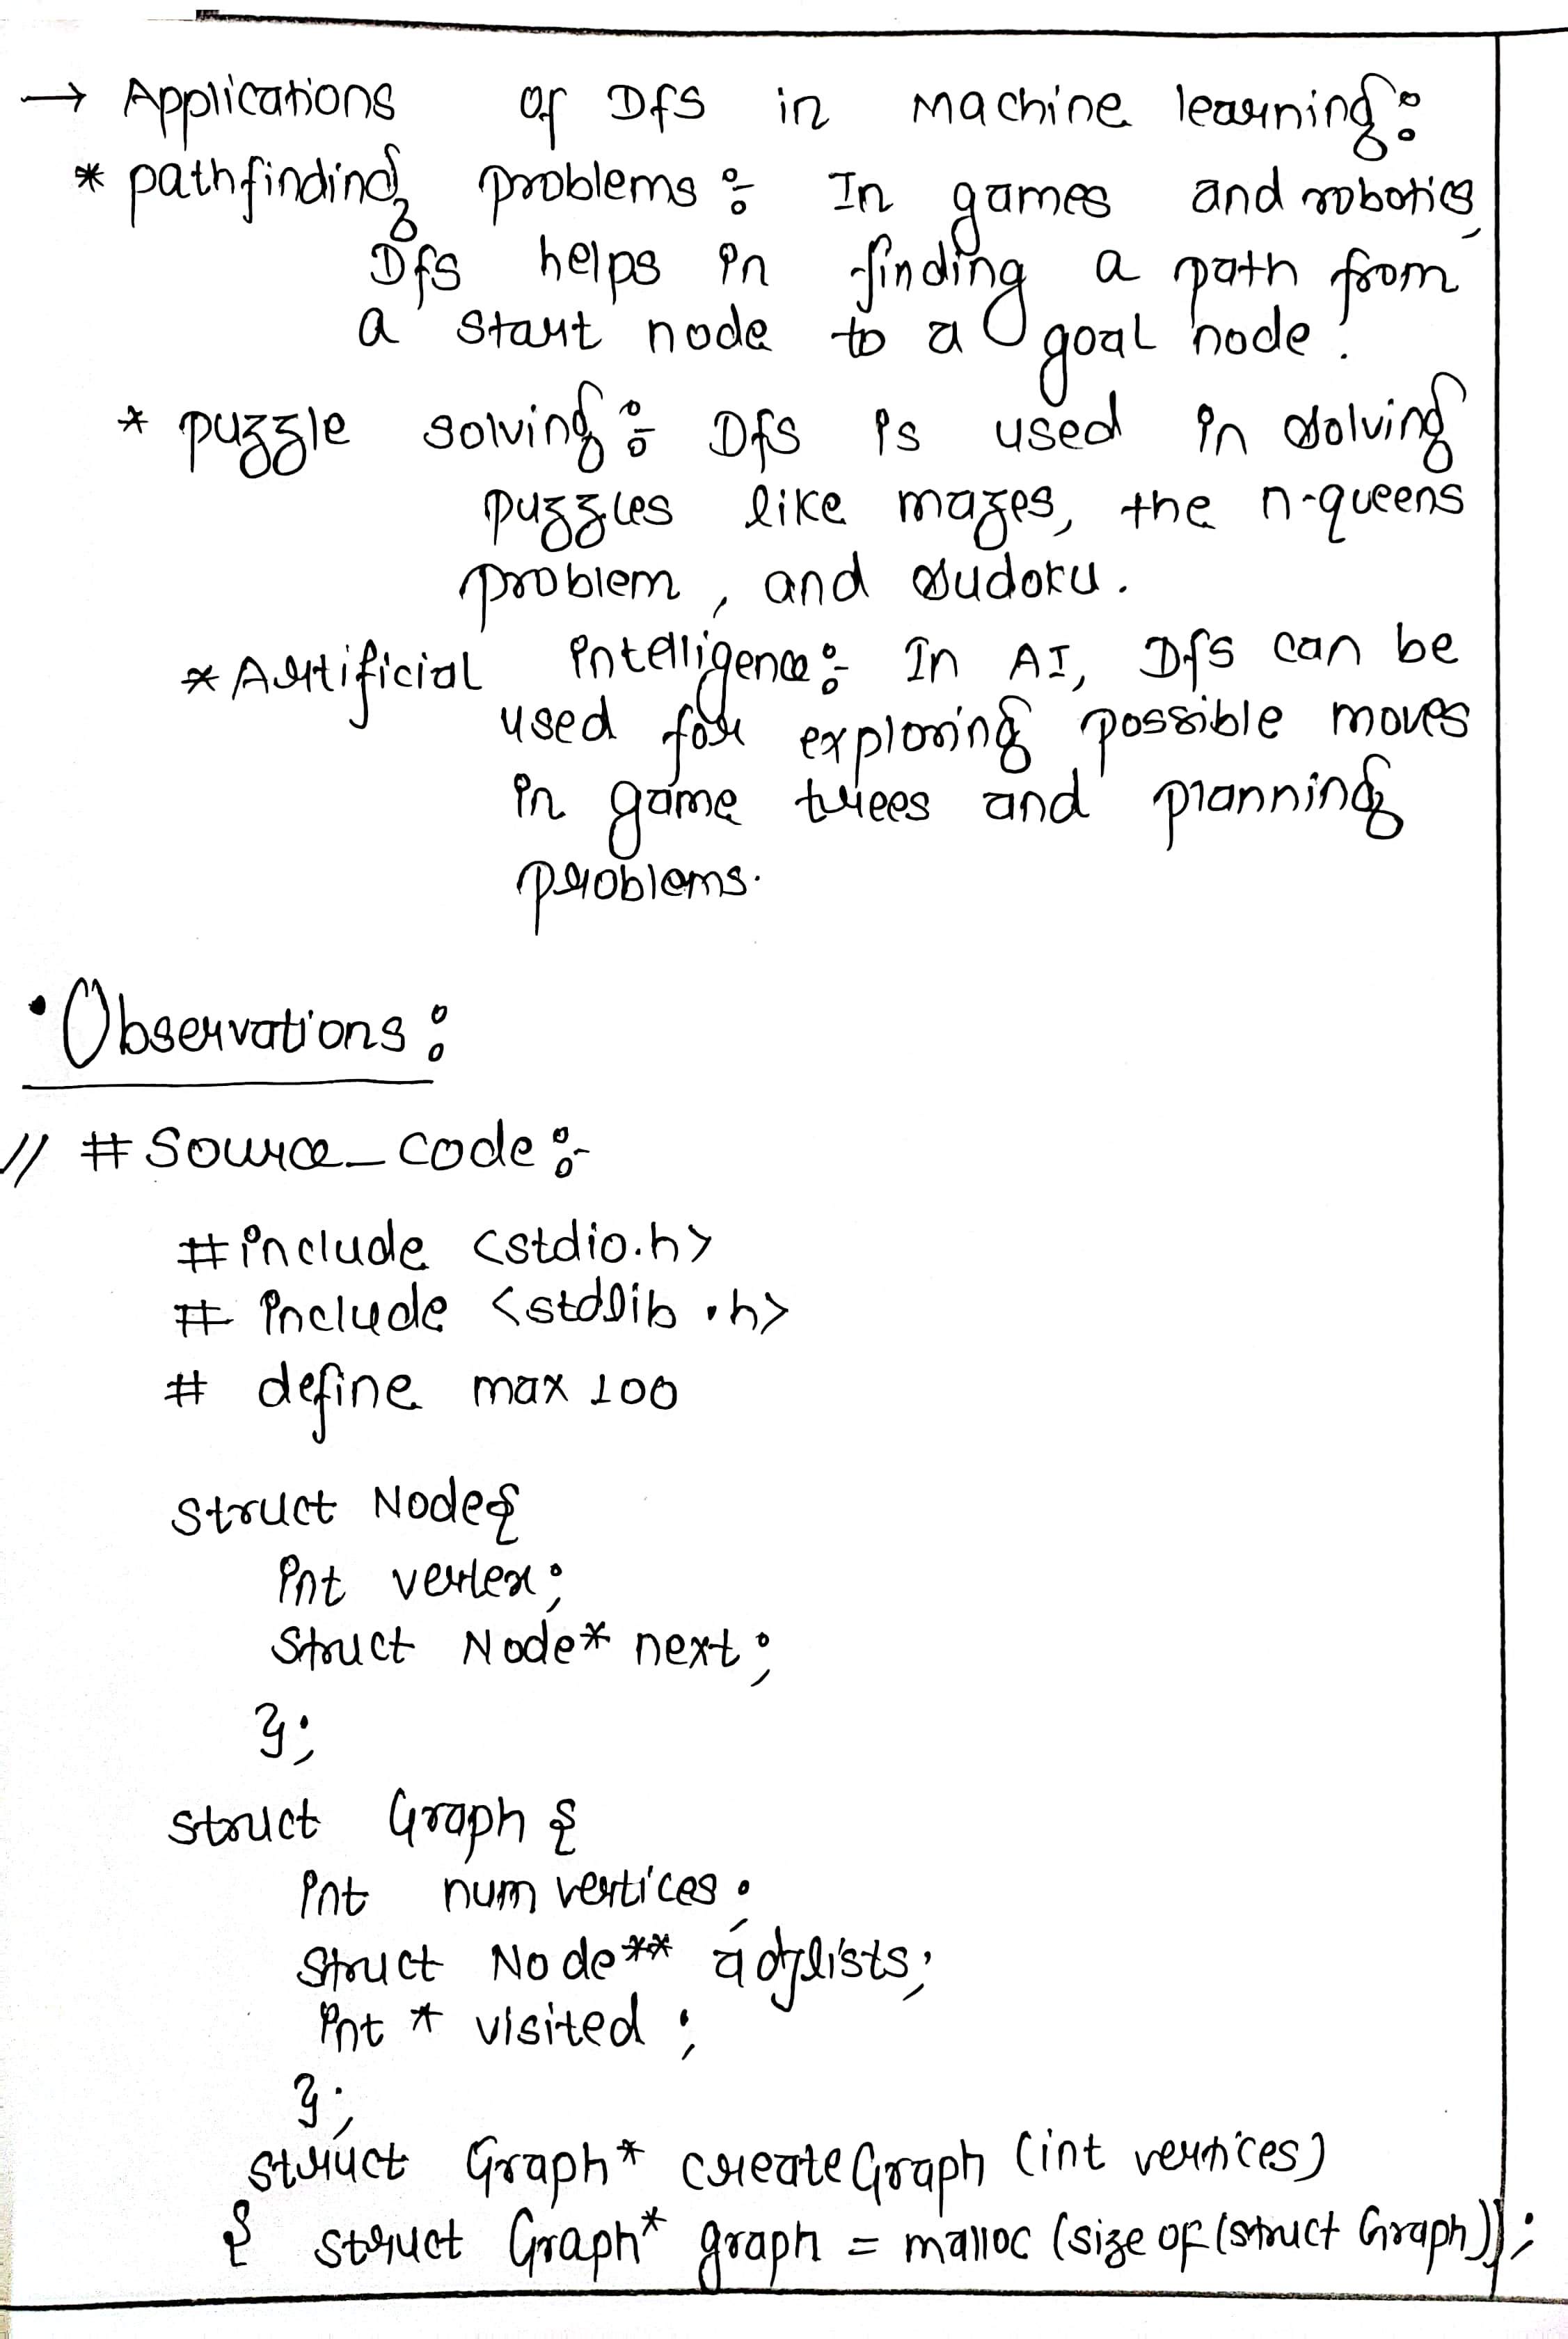 → Applications of Dfs in Machine learning:
* pathfinding problems :- In games and robotics,
Dfs helps in finding a path from
a start node to a goal node.
* puzzle solving :- Dfs is used in solving
puzzles like mazes, the n-queens
problem, and sudoku.
* Artificial intelligence :- In AI, Dfs can be
used for exploring possible moves
in game trees and planning
problems.
• Observations :
// # Source_code :-
#include <stdio.h>
# include <stdlib.h>
# define max 100
struct Node{
int vertex;
struct Node* next;
};
struct Graph {
int num vertices;
struct Node** adjlists;
int * visited ;
};
struct Graph* createGraph (int vertices)
{ struct Graph* graph = malloc (size of (struct Graph));